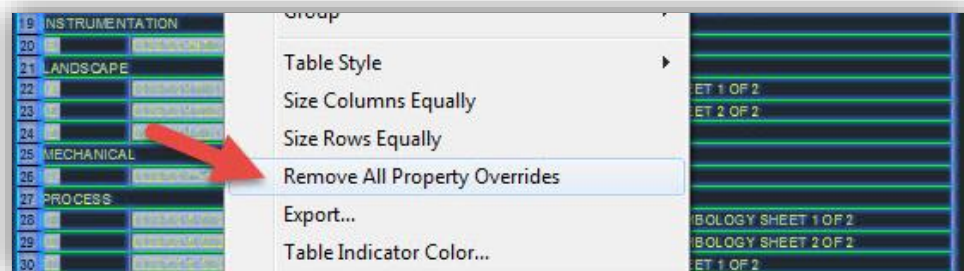 19 INSTRUMENTATION Group
20
21 LANDSCAPE Table Style
22 Size Columns Equally ET 1 OF 2
23 ET 2 OF 2
24 Size Rows Equally
25 MECHANICAL
26 Remove All Property Overrides
27 PROCESS
28 Export... BOLOGY SHEET 1 OF 2
29 BOLOGY SHEET 2 OF 2
30 Table Indicator Color... ET 1 OF 2